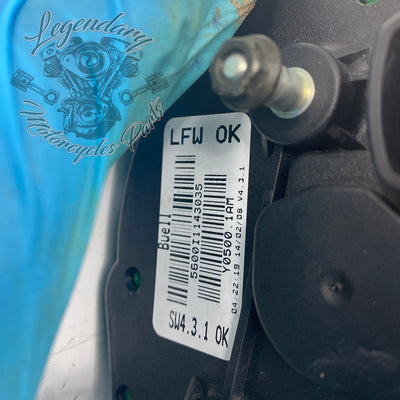 Legendary
Motorcycles Parts
LFW OK
Buell
5600I1143035
Y0500.1AM
04:22:19 14/02/08 V4.3.1
SW4.3.1 OK